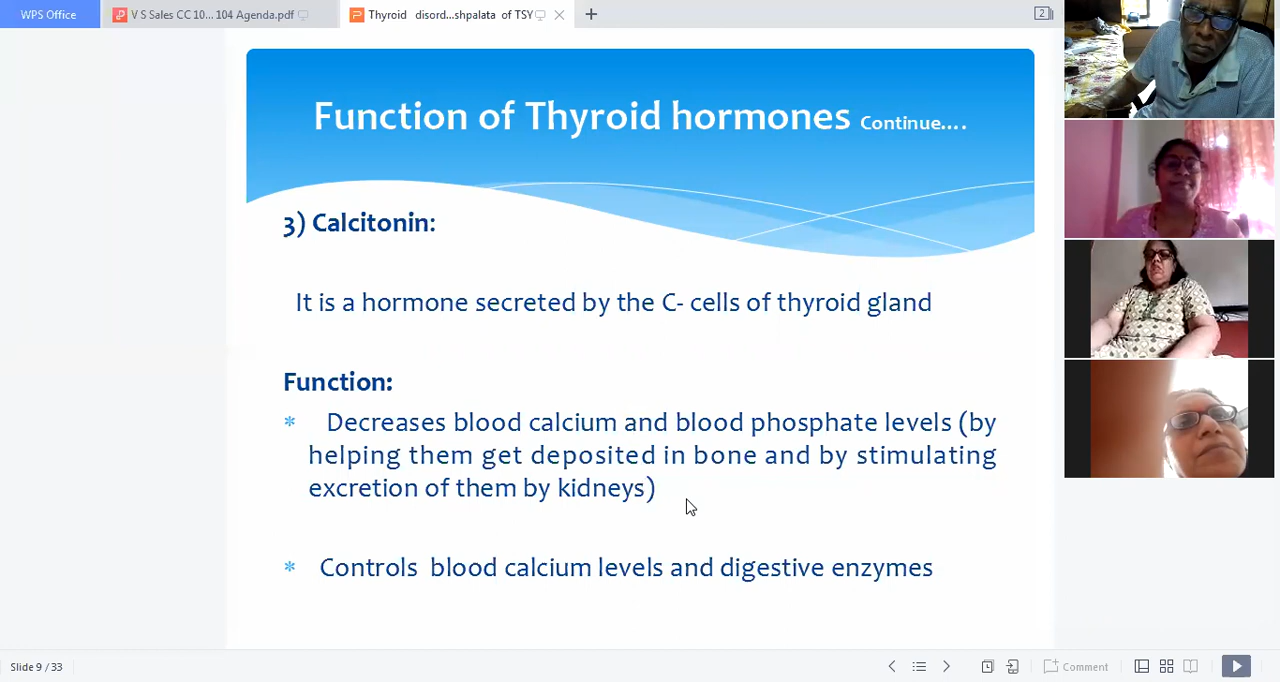 WPS Office
V S Sales CC 10... 104 Agenda.pdf
Thyroid disord...shpalata of TSY
2
Function of Thyroid hormones Continue....
3) Calcitonin:
It is a hormone secreted by the C- cells of thyroid gland
Function:
* Decreases blood calcium and blood phosphate levels (by
helping them get deposited in bone and by stimulating
excretion of them by kidneys)
* Controls blood calcium levels and digestive enzymes
Slide 9 / 33
Comment